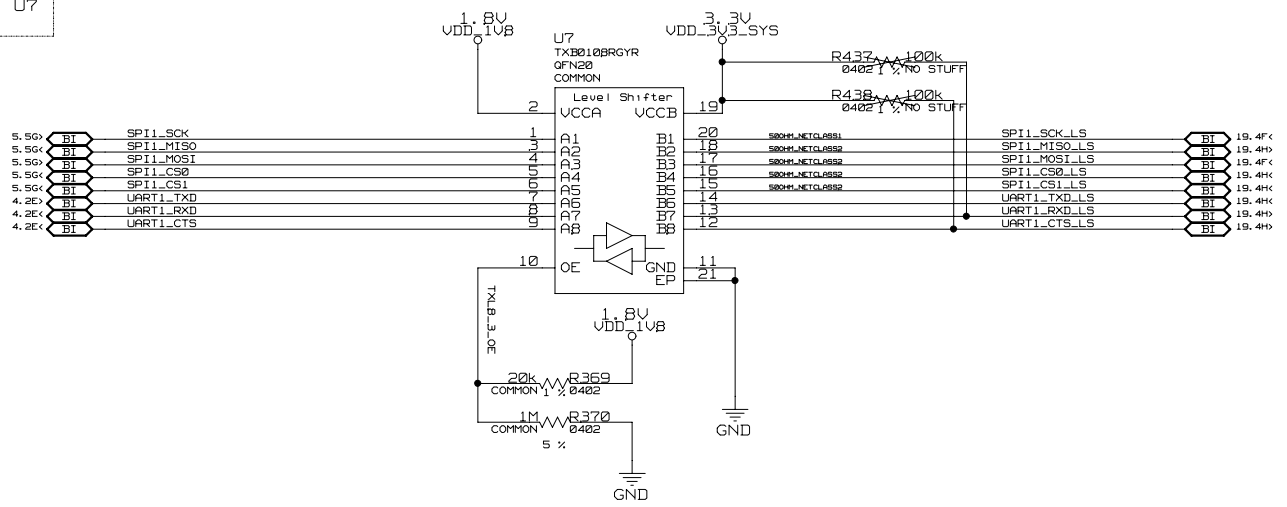 U7
1.8V
VDD_1V8
3.3V
VDD_3V3_SYS
U7
TXB0108RGYR
QFN20
COMMON
R437 100k
0402 1 % NO STUFF
R438 100k
0402 1 % NO STUFF
Level Shifter
2 VCCA VCCB 19
5.5G> BI SPI1_SCK 1 A1 B1 20 50OHM_NETCLASS1 SPI1_SCK_LS BI 19.4F<
5.5G< BI SPI1_MISO 3 A2 B2 18 50OHM_NETCLASS2 SPI1_MISO_LS BI 19.4H>
5.5G> BI SPI1_MOSI 4 A3 B3 17 50OHM_NETCLASS2 SPI1_MOSI_LS BI 19.4F<
5.5G< BI SPI1_CS0 5 A4 B4 16 50OHM_NETCLASS2 SPI1_CS0_LS BI 19.4H<
5.5G> BI SPI1_CS1 6 A5 B5 15 50OHM_NETCLASS2 SPI1_CS1_LS BI 19.4H<
4.2E> BI UART1_TXD 7 A6 B6 14 UART1_TXD_LS BI 19.4H<
4.2E< BI UART1_RXD 8 A7 B7 13 UART1_RXD_LS BI 19.4H>
4.2E< BI UART1_CTS 9 A8 B8 12 UART1_CTS_LS BI 19.4H>
10 OE GND 11
EP 21
TXLB_3_OE
1.8V
VDD_1V8
20k R369
COMMON 1 % 0402
1M R370
COMMON 0402
5 %
GND
GND